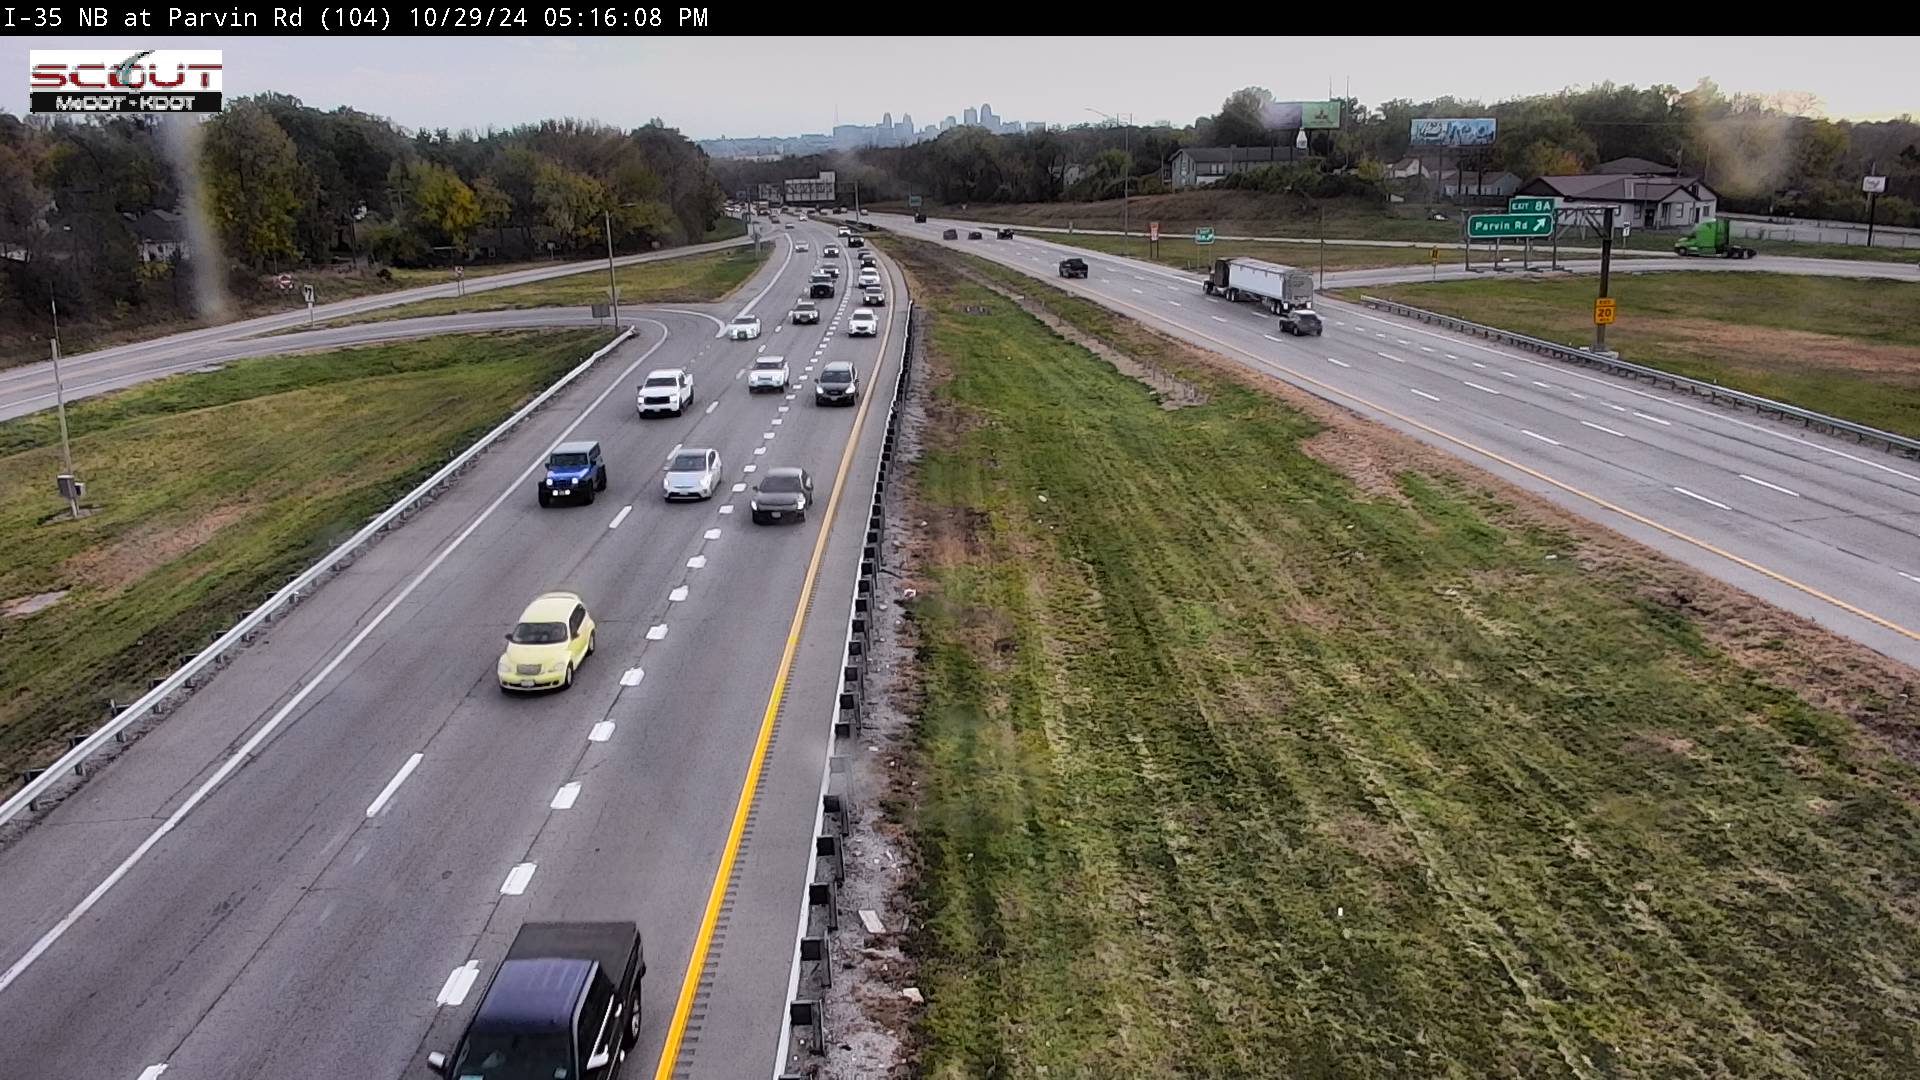 I-35 NB at Parvin Rd (104) 10/29/24 05:16:08 PM
SCOUT
MoDOT - KDOT
EXIT 8A
Parvin Rd
EXIT
20